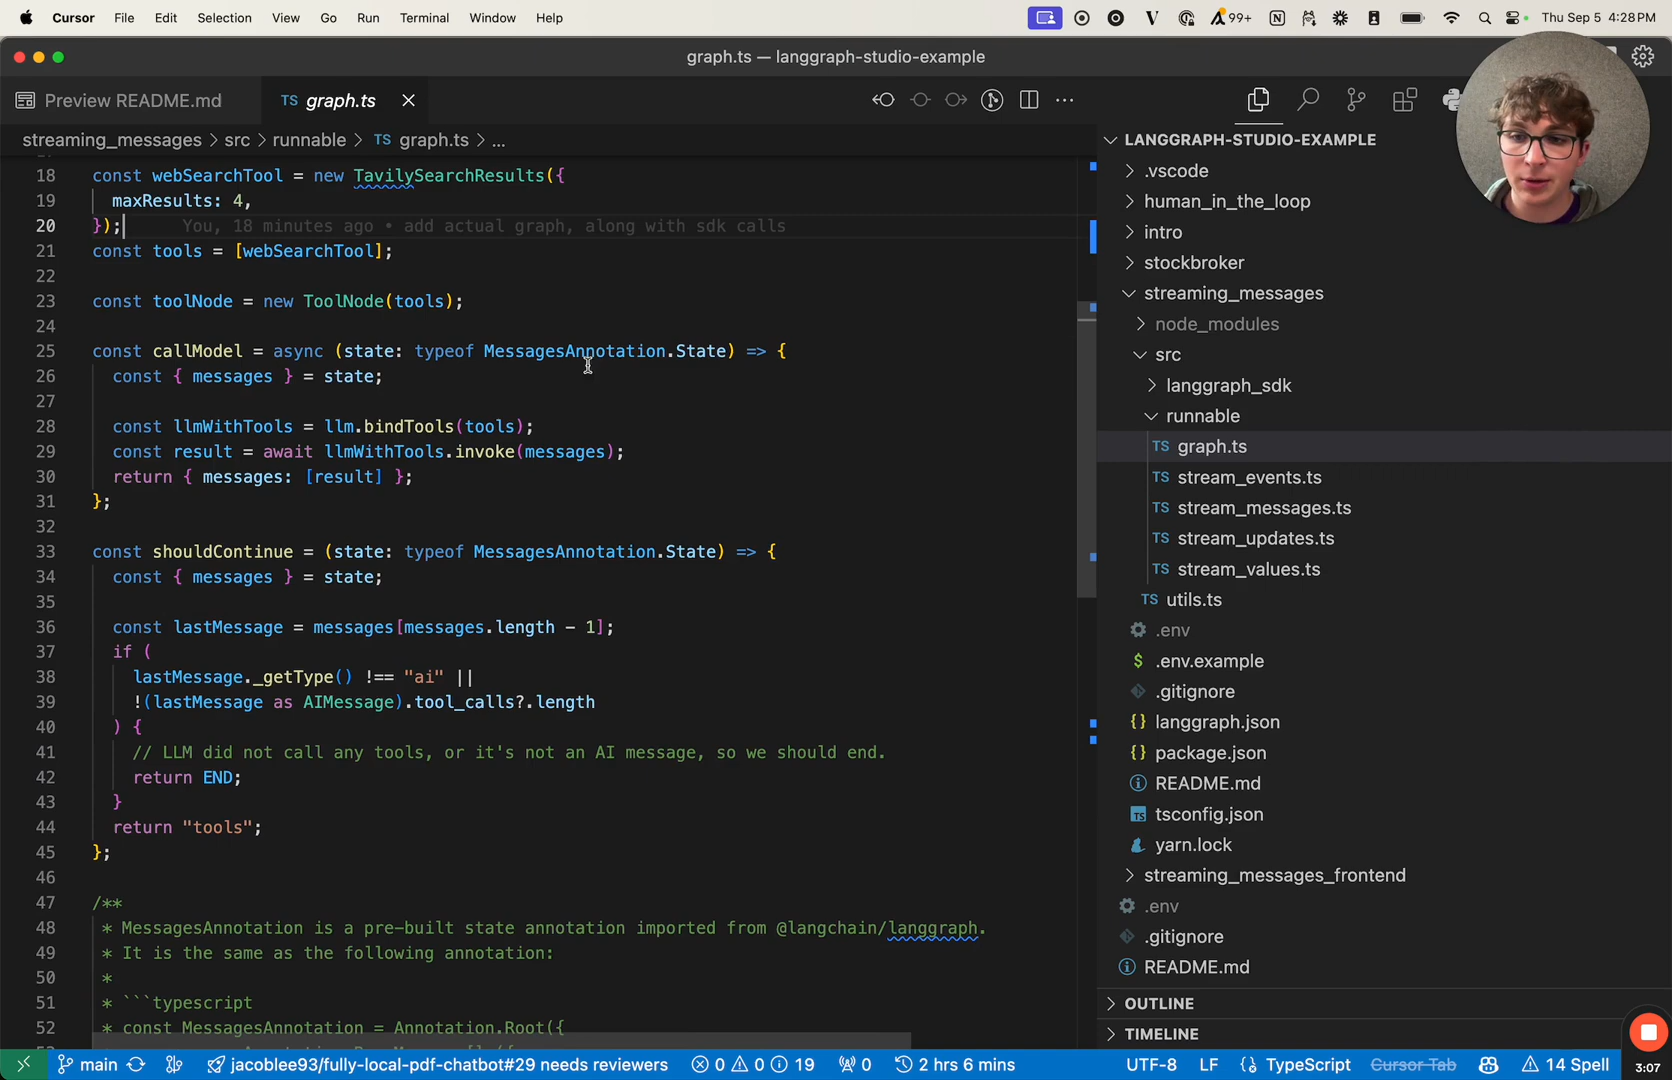 Cursor File Edit Selection View Go Run Terminal Window Help 99+ Thu Sep 5 4:28 PM
graph.ts — langgraph-studio-example
Preview README.md TS graph.ts
streaming_messages > src > runnable > TS graph.ts > ...
18 const webSearchTool = new TavilySearchResults({
19 maxResults: 4,
20 }); You, 18 minutes ago • add actual graph, along with sdk calls
21 const tools = [webSearchTool];
22
23 const toolNode = new ToolNode(tools);
24
25 const callModel = async (state: typeof MessagesAnnotation.State) => {
26 const { messages } = state;
27
28 const llmWithTools = llm.bindTools(tools);
29 const result = await llmWithTools.invoke(messages);
30 return { messages: [result] };
31 };
32
33 const shouldContinue = (state: typeof MessagesAnnotation.State) => {
34 const { messages } = state;
35
36 const lastMessage = messages[messages.length - 1];
37 if (
38 lastMessage._getType() !== "ai" ||
39 !(lastMessage as AIMessage).tool_calls?.length
40 ) {
41 // LLM did not call any tools, or it's not an AI message, so we should end.
42 return END;
43 }
44 return "tools";
45 };
46
47 /**
48 * MessagesAnnotation is a pre-built state annotation imported from @langchain/langgraph.
49 * It is the same as the following annotation:
50 *
51 * ```typescript
52 * const MessagesAnnotation = Annotation.Root({
LANGGRAPH-STUDIO-EXAMPLE
.vscode
human_in_the_loop
intro
stockbroker
streaming_messages
node_modules
src
langgraph_sdk
runnable
TS graph.ts
TS stream_events.ts
TS stream_messages.ts
TS stream_updates.ts
TS stream_values.ts
TS utils.ts
.env
$ .env.example
.gitignore
{} langgraph.json
{} package.json
README.md
TS tsconfig.json
yarn.lock
streaming_messages_frontend
.env
.gitignore
README.md
OUTLINE
TIMELINE
main jacoblee93/fully-local-pdf-chatbot#29 needs reviewers 0 0 19 0 2 hrs 6 mins UTF-8 LF TypeScript Cursor Tab 14 Spell
3:07